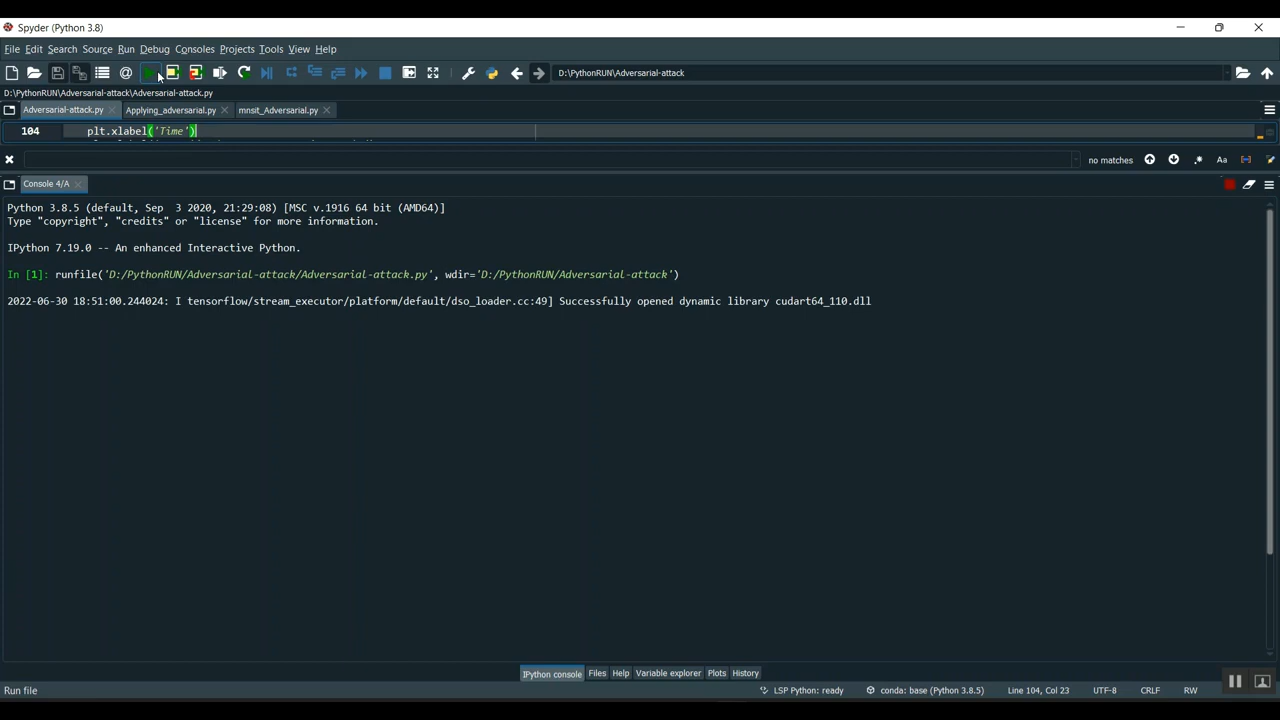 Spyder (Python 3.8)
File Edit Search Source Run Debug Consoles Projects Tools View Help
D:\PythonRUN\Adversarial-attack
D:\PythonRUN\Adversarial-attack\Adversarial-attack.py
Adversarial-attack.py Applying_adversarial.py mnsit_Adversarial.py
104 plt.xlabel('Time')
no matches .* Aa
Console 4/A
Python 3.8.5 (default, Sep 3 2020, 21:29:08) [MSC v.1916 64 bit (AMD64)]
Type "copyright", "credits" or "license" for more information.
IPython 7.19.0 -- An enhanced Interactive Python.
In [1]: runfile('D:/PythonRUN/Adversarial-attack/Adversarial-attack.py', wdir='D:/PythonRUN/Adversarial-attack')
2022-06-30 18:51:00.244024: I tensorflow/stream_executor/platform/default/dso_loader.cc:49] Successfully opened dynamic library cudart64_110.dll
IPython console Files Help Variable explorer Plots History
Run file LSP Python: ready conda: base (Python 3.8.5) Line 104, Col 23 UTF-8 CRLF RW